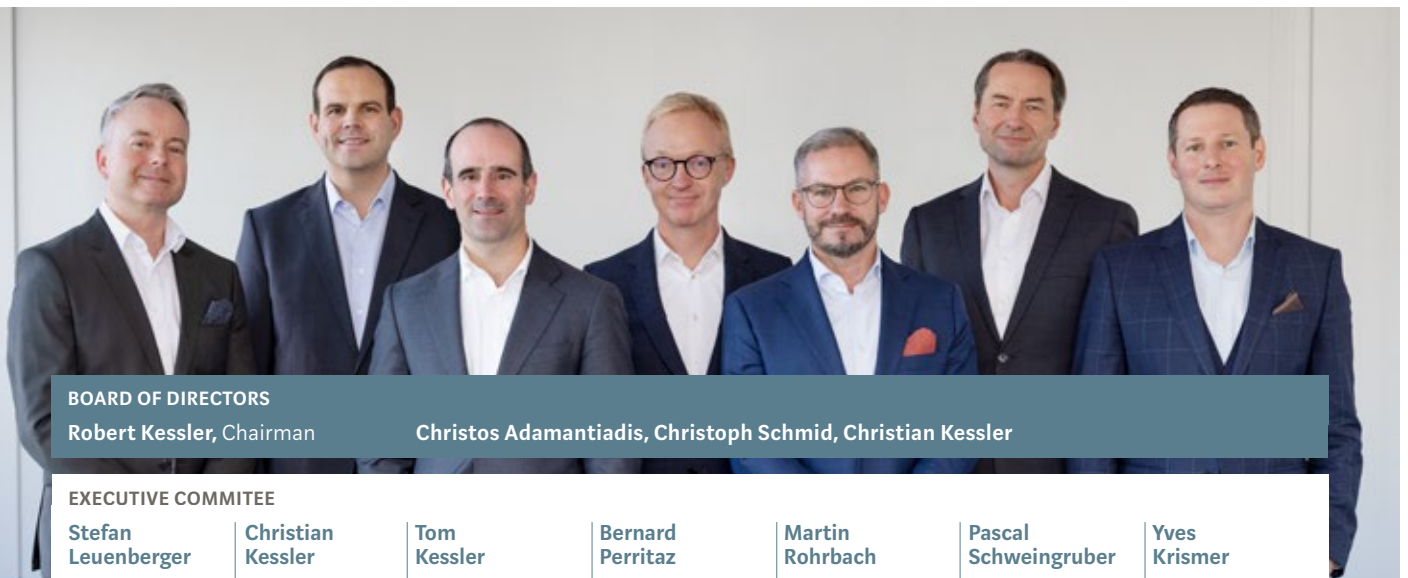 BOARD OF DIRECTORS
Robert Kessler, Chairman Christos Adamantiadis, Christoph Schmid, Christian Kessler
EXECUTIVE COMMITEE
Stefan Leuenberger
Christian Kessler
Tom Kessler
Bernard Perritaz
Martin Rohrbach
Pascal Schweingruber
Yves Krismer